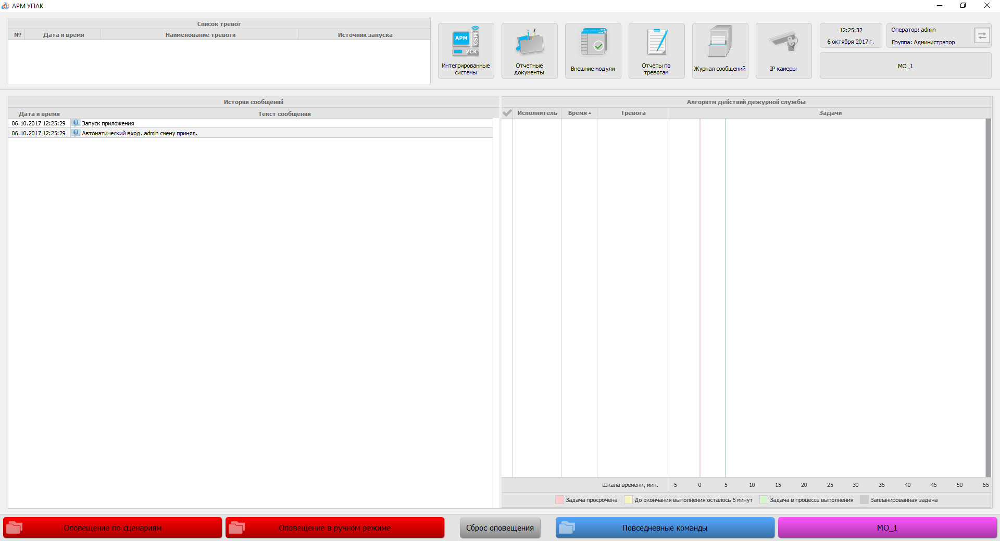 АРМ УПАК
Список тревог
№ Дата и время Наименование тревоги Источник запуска
АРМ GSM УСК
Интегрированные
системы
Отчетные
документы
Внешние модули
Отчеты по
тревогам
Журнал сообщений
IP камеры
12:25:32
6 октября 2017 г.
Оператор: admin
Группа: Администратор
МО_1
История сообщений
Дата и время Текст сообщения
06.10.2017 12:25:29 Запуск приложения
06.10.2017 12:25:29 Автоматический вход. admin смену принял.
Алгоритм действий дежурной службы
Исполнитель Время Тревога Задачи
Шкала времени, мин. -5 0 5 10 15 20 25 30 35 40 45 50 55
Задача просрочена До окончания выполнения осталось 5 минут Задача в процессе выполнения Запланированная задача
Оповещение по сценариям Оповещение в ручном режиме Сброс оповещения Повседневные команды МО_1